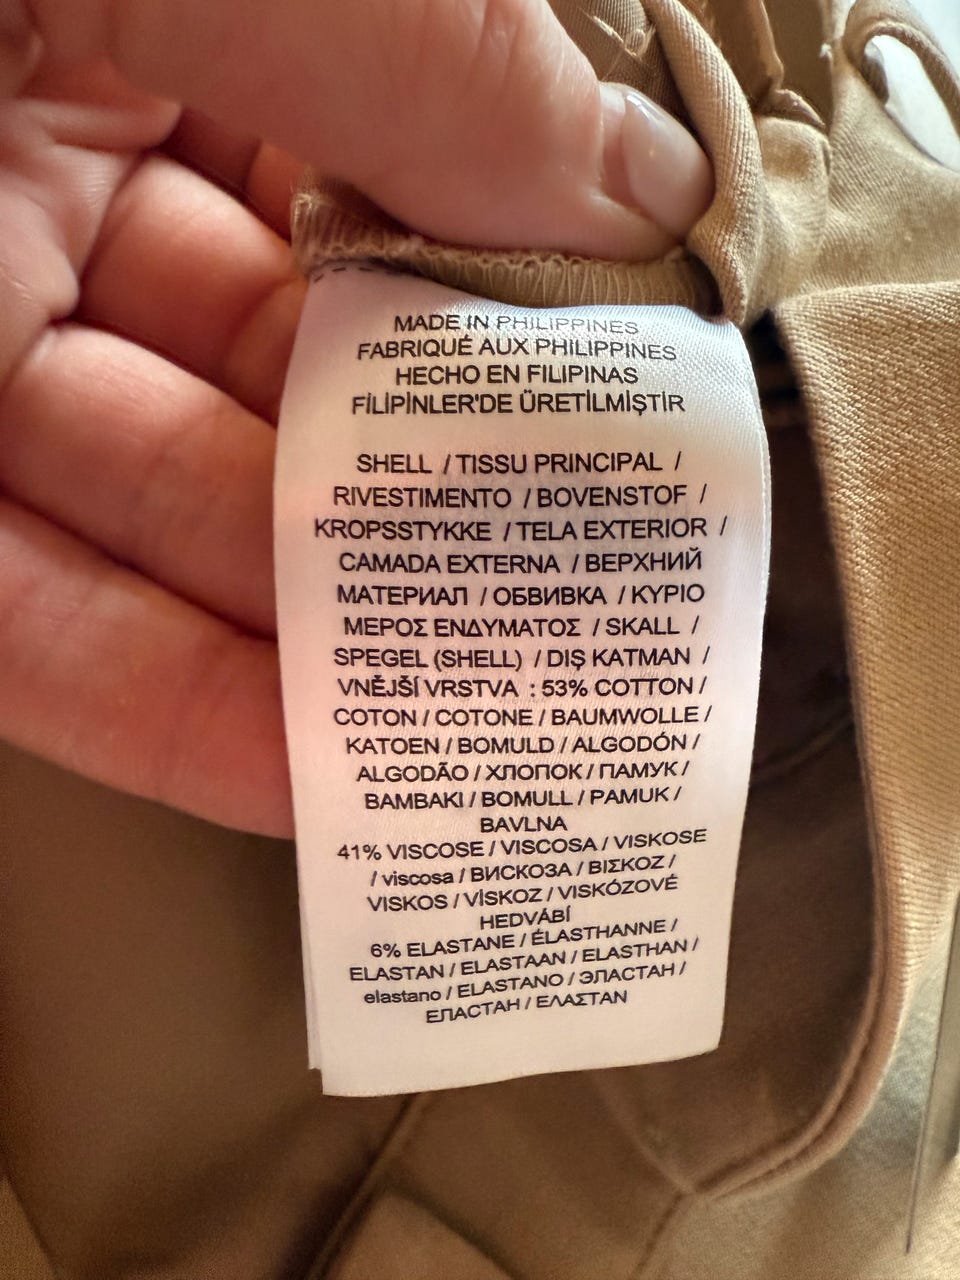 MADE IN PHILIPPINES
FABRIQUÉ AUX PHILIPPINES
HECHO EN FILIPINAS
FİLİPİNLER'DE ÜRETİLMİŞTİR
SHELL / TISSU PRINCIPAL /
RIVESTIMENTO / BOVENSTOF /
KROPSSTYKKE / TELA EXTERIOR /
CAMADA EXTERNA / ВЕРХНИЙ
МАТЕРИАЛ / ОБВИВКА / ΚΥΡΙΟ
ΜΕΡΟΣ ΕΝΔΥΜΑΤΟΣ / SKALL /
SPEGEL (SHELL) / DIŞ KATMAN /
VNĚJŠÍ VRSTVA : 53% COTTON /
COTON / COTONE / BAUMWOLLE /
KATOEN / BOMULD / ALGODÓN /
ALGODÃO / ХЛОПОК / ПАМУК /
ΒΑΜΒΑΚΙ / BOMULL / PAMUK /
BAVLNA
41% VISCOSE / VISCOSA / VISKOSE
/ viscosa / ВИСКОЗА / ΒΙΣΚΟΖ /
VISKOS / VİSKOZ / VISKÓZOVÉ
HEDVÁBÍ
6% ELASTANE / ÉLASTHANNE /
ELASTAN / ELASTAAN / ELASTHAN /
elastano / ELASTANO / ЭЛАСТАН /
ЕЛАСТАН / ΕΛΑΣΤΑΝ